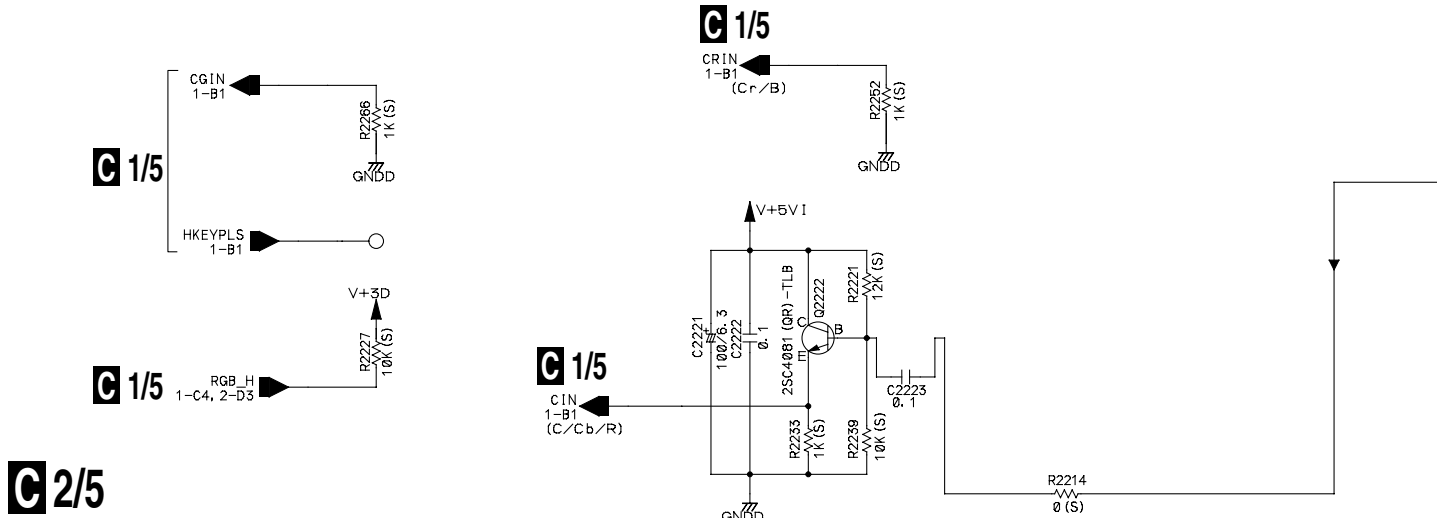 C 1/5
CRIN
1-B1
(Cr/B)
R2252
1K(S)
GNDD
CGIN
1-B1
R2266
1K(S)
GNDD
C 1/5
HKEYPLS
1-B1
V+3D
R2227
10K(S)
C 1/5
RGB_H
1-C4, 2-D3
V+5VI
C2221
100/6.3
+
C2222
0.1
2SC4081(QR)-TLB
Q2222
C
B
E
R2221
12K(S)
C2223
0.1
C 1/5
CIN
1-B1
(C/Cb/R)
R2233
1K(S)
R2239
10K(S)
GNDD
R2214
0(S)
C 2/5